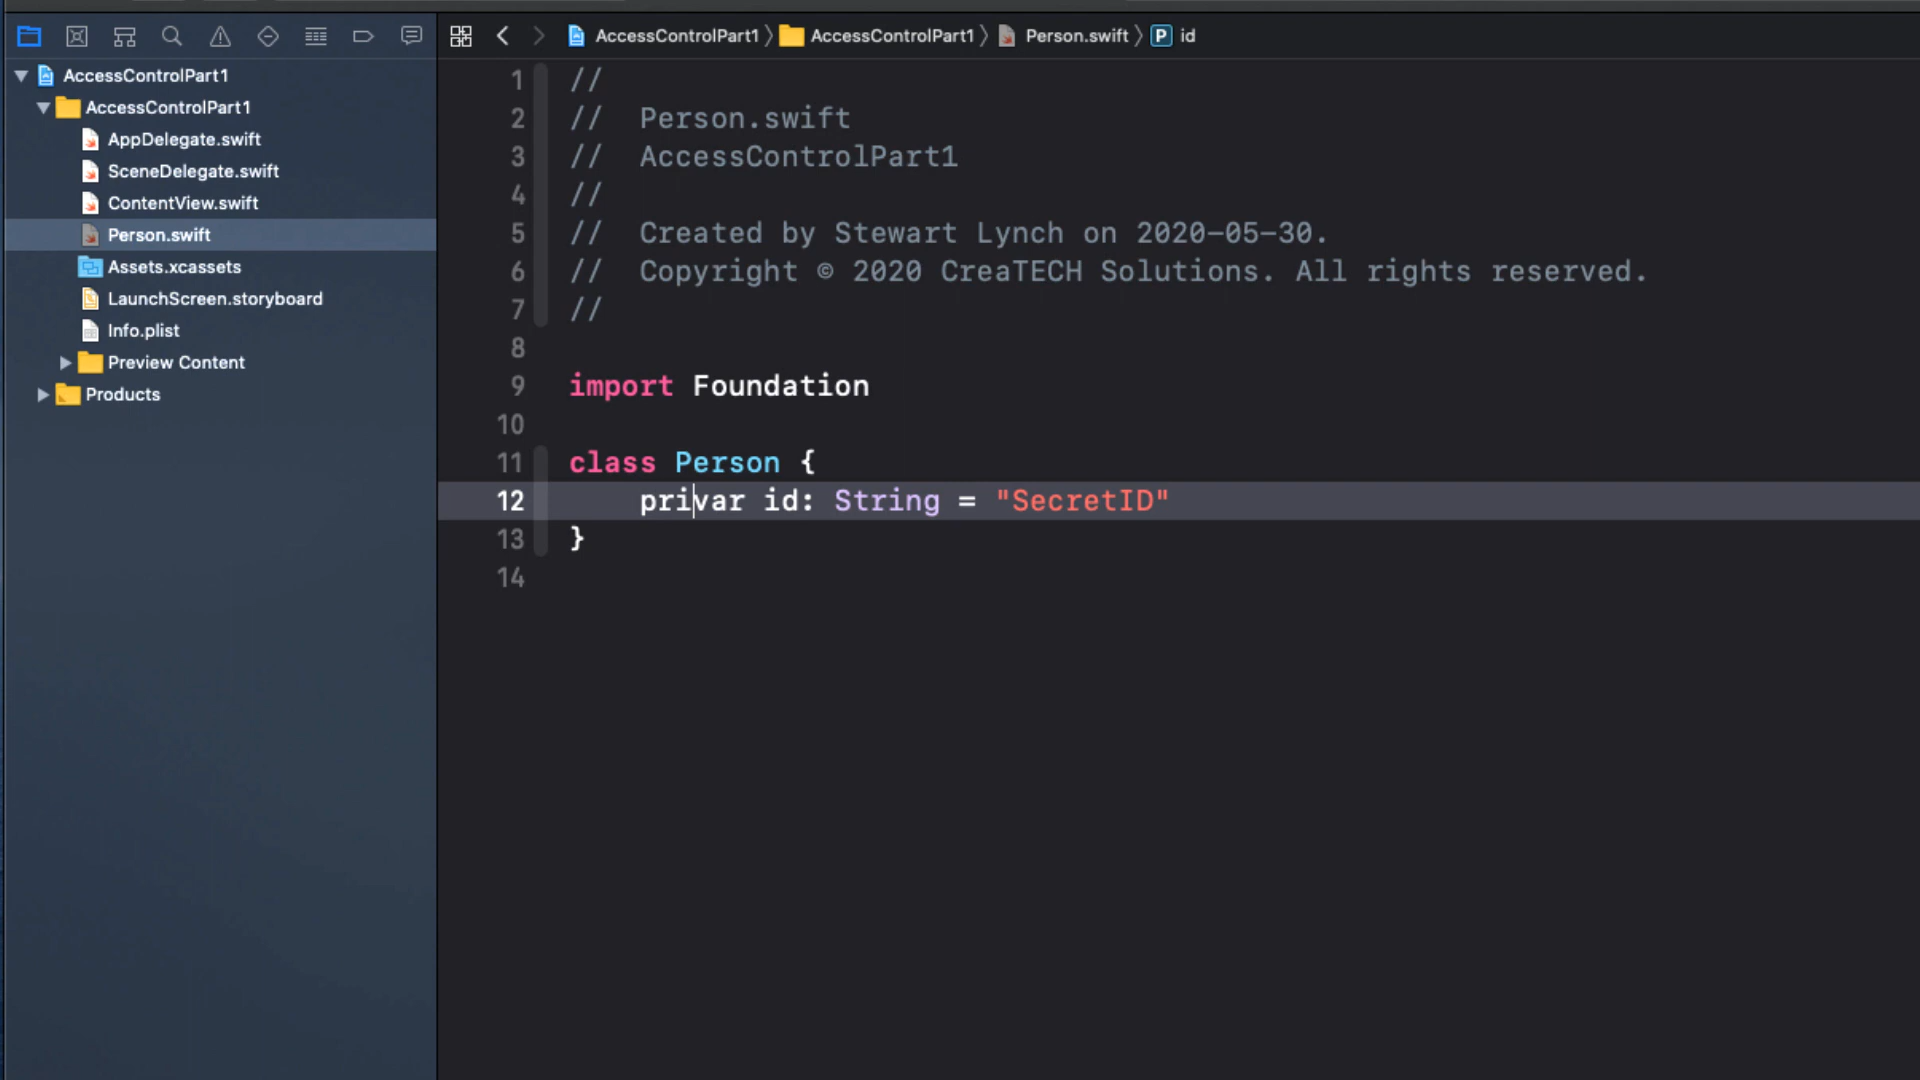 AccessControlPart1 〉 AccessControlPart1 〉 Person.swift 〉 P id
AccessControlPart1
AccessControlPart1
AppDelegate.swift
SceneDelegate.swift
ContentView.swift
Person.swift
Assets.xcassets
LaunchScreen.storyboard
Info.plist
Preview Content
Products
1 //
2 //  Person.swift
3 //  AccessControlPart1
4 //
5 //  Created by Stewart Lynch on 2020-05-30.
6 //  Copyright © 2020 CreaTECH Solutions. All rights reserved.
7 //
8
9 import Foundation
10
11 class Person {
12     privar id: String = "SecretID"
13 }
14